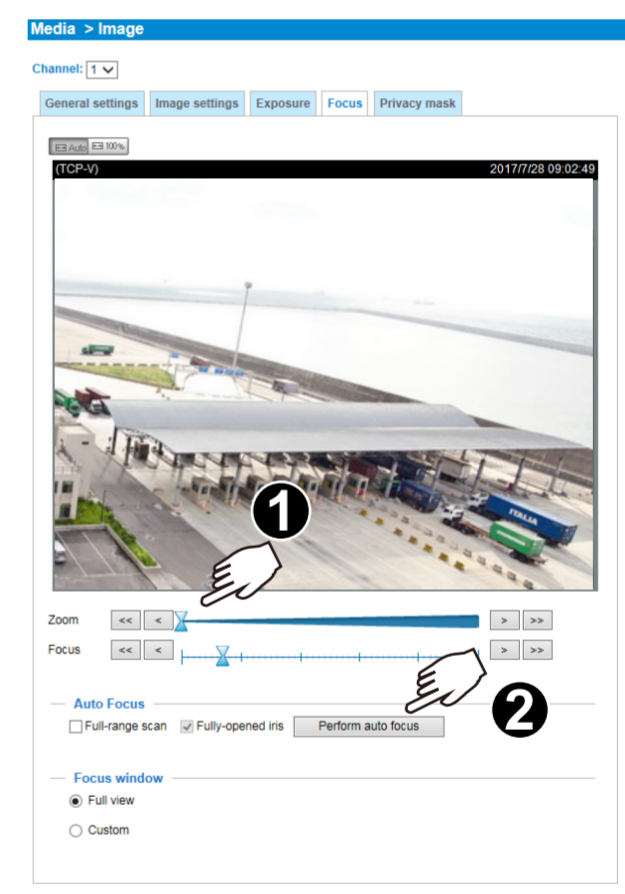 Media > Image
Channel: 1
General settings Image settings Exposure Focus Privacy mask
Auto 100%
(TCP-V) 2017/7/28 09:02:49
ITALIA
1
Zoom << < > >>
Focus << < > >>
2
Auto Focus
Full-range scan Fully-opened iris Perform auto focus
Focus window
Full view
Custom